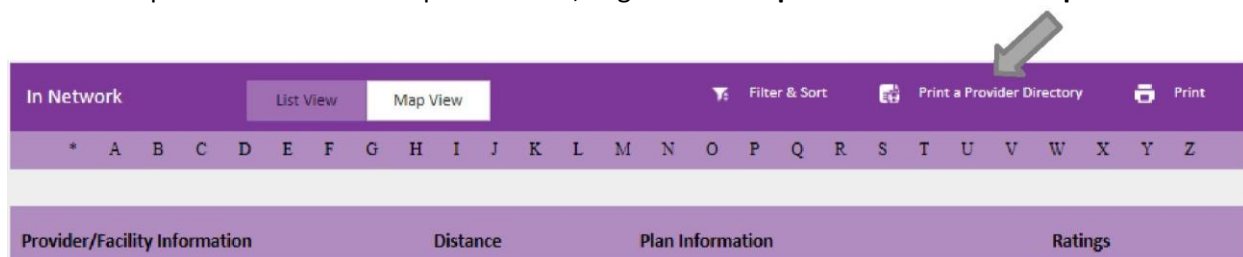 In Network List View Map View Filter & Sort Print a Provider Directory Print
* A B C D E F G H I J K L M N O P Q R S T U V W X Y Z
Provider/Facility Information Distance Plan Information Ratings